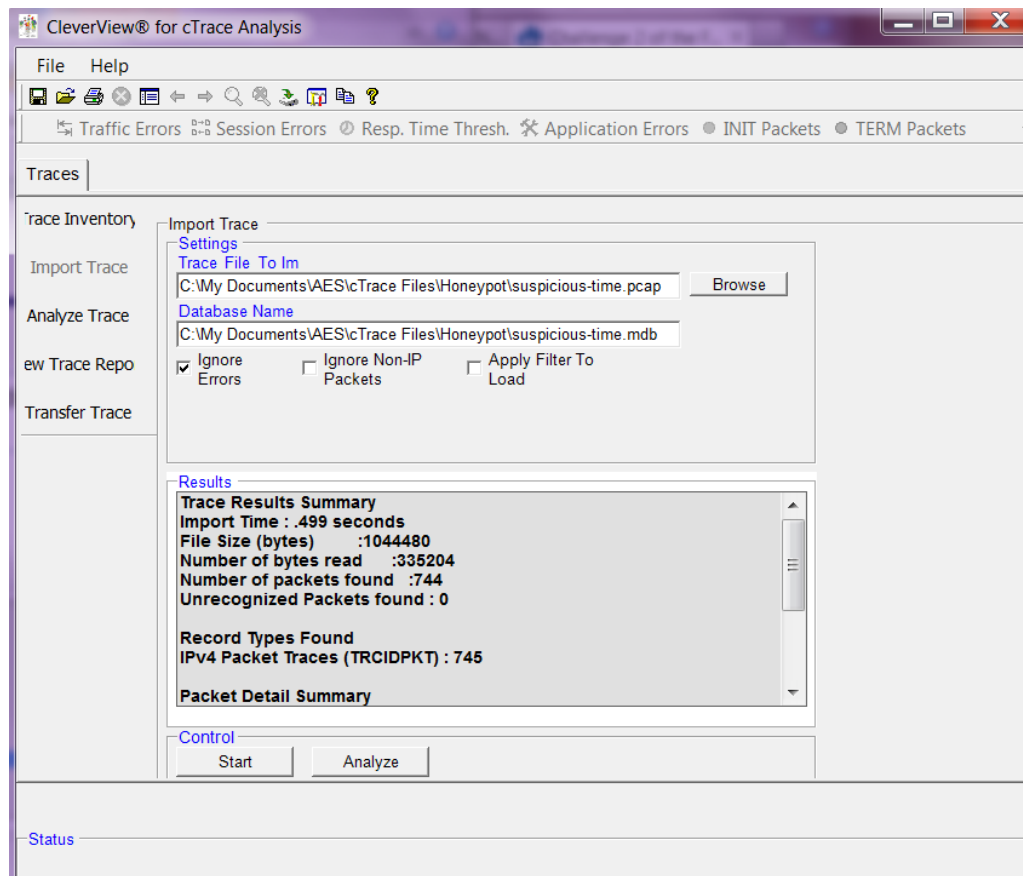 CleverView® for cTrace Analysis
File Help
Traffic Errors Session Errors Resp. Time Thresh. Application Errors INIT Packets TERM Packets
Traces
Trace Inventory
Import Trace
Analyze Trace
ew Trace Repo
Transfer Trace
Import Trace
Settings
Trace File To Im
C:\My Documents\AES\cTrace Files\Honeypot\suspicious-time.pcap
Browse
Database Name
C:\My Documents\AES\cTrace Files\Honeypot\suspicious-time.mdb
Ignore Errors
Ignore Non-IP Packets
Apply Filter To Load
Results
Trace Results Summary
Import Time : .499 seconds
File Size (bytes) :1044480
Number of bytes read :335204
Number of packets found :744
Unrecognized Packets found : 0
Record Types Found
IPv4 Packet Traces (TRCIDPKT) : 745
Packet Detail Summary
Control
Start
Analyze
Status